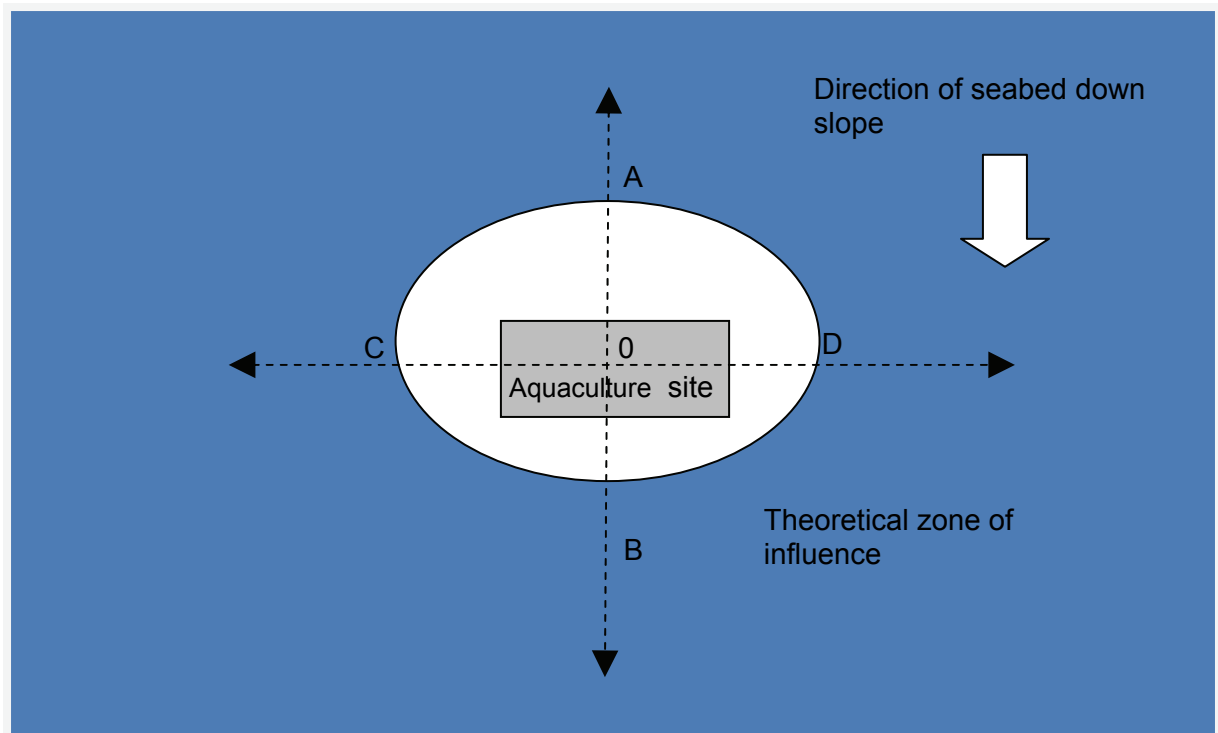 Direction of seabed down
slope
A
C
0
D
Aquaculture site
B
Theoretical zone of
influence